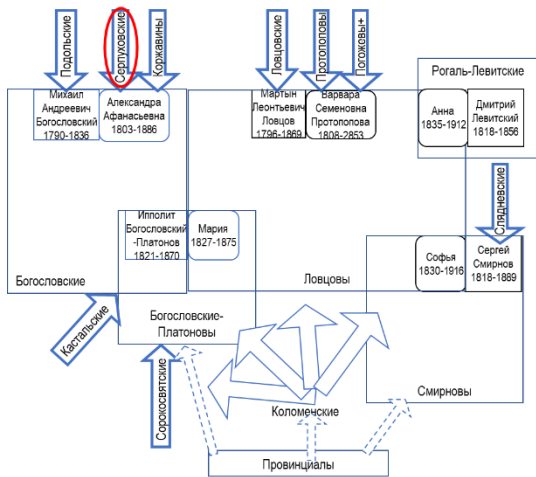 Подольские
Серпуховские
Коржавины
Ловцовские
Протопоповы
Погожевы+
Рогаль-Левитские
Михаил
Андреевич
Богословский
1790-1836
Александра
Афанасьевна
1803-1886
Мартын
Леонтьевич
Ловцов
1796-1869
Варвара
Семеновна
Протопопова
1808-2853
Анна
1835-1912
Дмитрий
Левитский
1818-1856
Слядневские
Ипполит
Богословский
-Платонов
1821-1870
Мария
1827-1875
Софья
1830-1916
Сергей
Смирнов
1818-1889
Богословские
Ловцовы
Кастальские
Богословские-
Платоновы
Сорокосвятские
Коломенские
Смирновы
Провинциалы